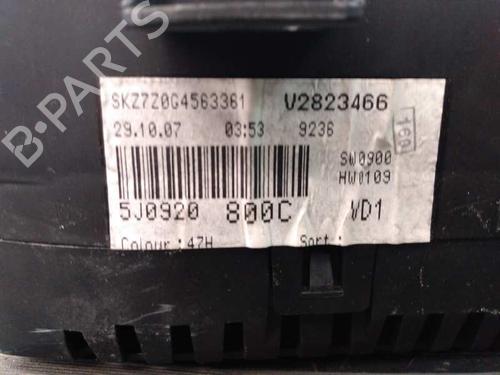 B-PARTS
SKZ7Z0G4563361 V2823466
29.10.07 03:53 9236
160
SW0900
HW0109
5J0920 800C VD1
Colour :47H Sort.: